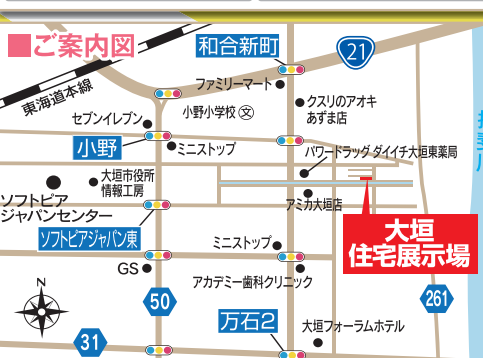 ■ご案内図
和合新町
21
東海道本線
ファミリーマート
クスリのアオキ
あずま店
小野小学校 文
セブンイレブン
小野
ミニストップ
パワードラッグ ダイイチ大垣東薬局
大垣市役所
情報工房
ソフトピア
ジャパンセンター
アミカ大垣店
大垣
住宅展示場
ソフトピアジャパン東
ミニストップ
GS
アカデミー歯科クリニック
N
50
261
万石2
31
大垣フォーラムホテル